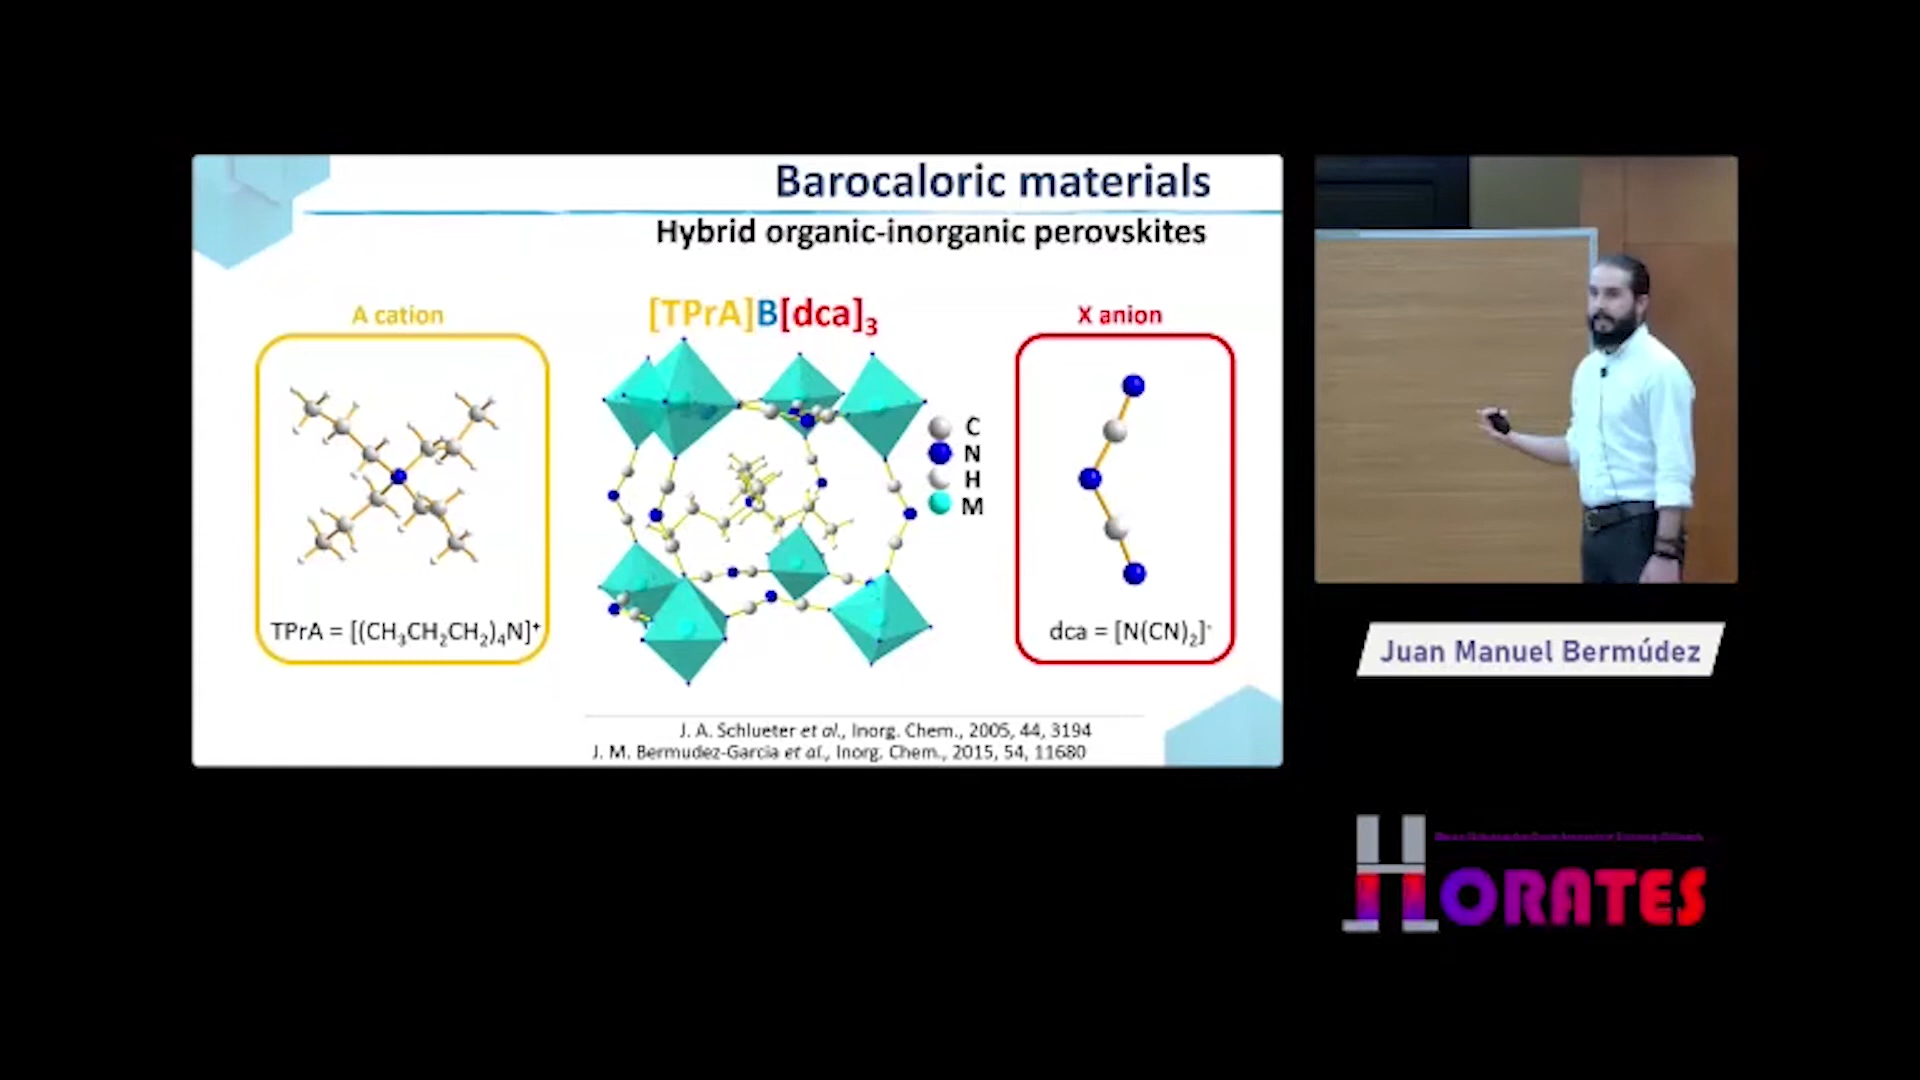 Barocaloric materials
Hybrid organic-inorganic perovskites
A cation
[TPrA]B[dca]₃
X anion
C
N
H
M
TPrA = [(CH₃CH₂CH₂)₄N]⁺
dca = [N(CN)₂]⁻
J. A. Schlueter et al., Inorg. Chem., 2005, 44, 3194
J. M. Bermudez-Garcia et al., Inorg. Chem., 2015, 54, 11680
Juan Manuel Bermúdez
HORATES